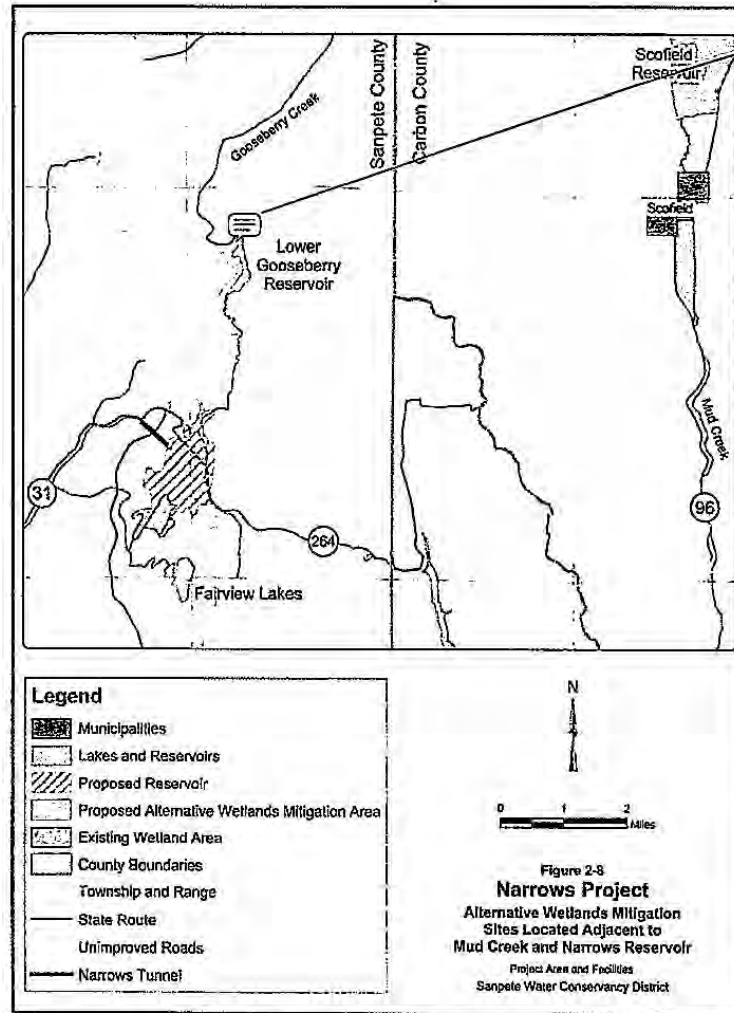 Scofield
Reservoir
Gooseberry Creek
Sanpete County
Carbon County
Scofield
Lower
Gooseberry
Reservoir
Mud Creek
31
96
264
Fairview Lakes
Legend
Municipalities
Lakes and Reservoirs
Proposed Reservoir
Proposed Alternative Wetlands Mitigation Area
Existing Wetland Area
County Boundaries
Township and Range
State Route
Unimproved Roads
Narrows Tunnel
N
0 1 2
Miles
Figure 2-8
Narrows Project
Alternative Wetlands Mitigation
Sites Located Adjacent to
Mud Creek and Narrows Reservoir
Project Area and Facilities
Sanpete Water Conservancy District